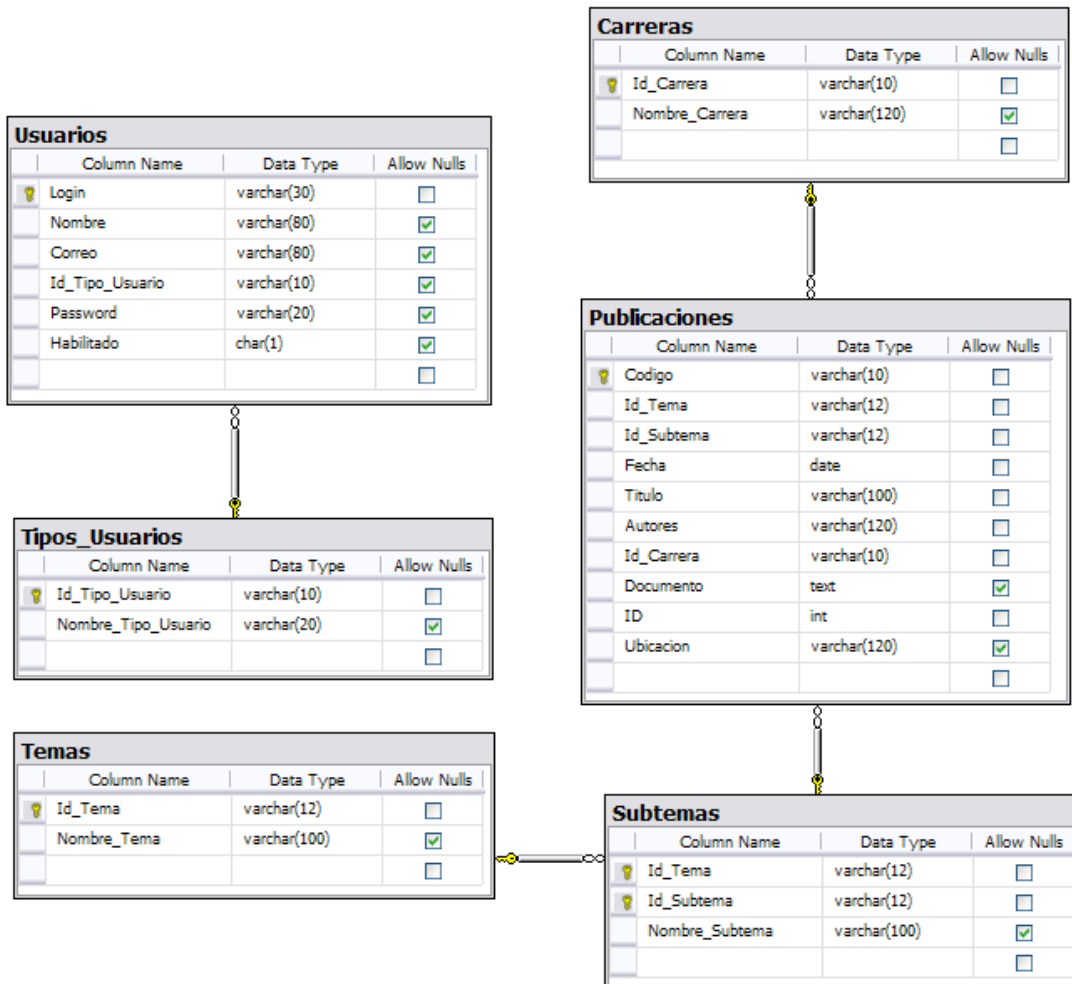 Carreras
Column Name Data Type Allow Nulls
Id_Carrera varchar(10)
Nombre_Carrera varchar(120)
Usuarios
Column Name Data Type Allow Nulls
Login varchar(30)
Nombre varchar(80)
Correo varchar(80)
Id_Tipo_Usuario varchar(10)
Password varchar(20)
Habilitado char(1)
Publicaciones
Column Name Data Type Allow Nulls
Codigo varchar(10)
Id_Tema varchar(12)
Id_Subtema varchar(12)
Fecha date
Titulo varchar(100)
Autores varchar(120)
Id_Carrera varchar(10)
Documento text
ID int
Ubicacion varchar(120)
Tipos_Usuarios
Column Name Data Type Allow Nulls
Id_Tipo_Usuario varchar(10)
Nombre_Tipo_Usuario varchar(20)
Temas
Column Name Data Type Allow Nulls
Id_Tema varchar(12)
Nombre_Tema varchar(100)
Subtemas
Column Name Data Type Allow Nulls
Id_Tema varchar(12)
Id_Subtema varchar(12)
Nombre_Subtema varchar(100)